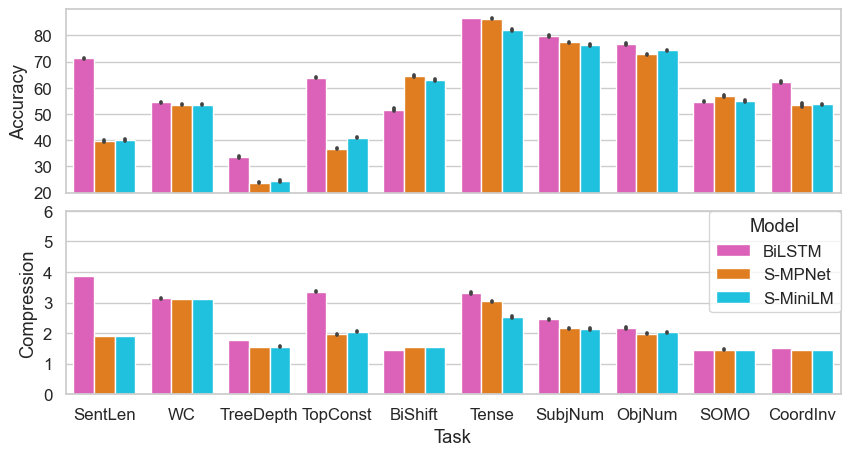 Accuracy
80
70
60
50
40
30
20
Compression
6
5
4
3
2
1
0
Model
BiLSTM
S-MPNet
S-MiniLM
SentLen WC TreeDepth TopConst BiShift Tense SubjNum ObjNum SOMO CoordInv
Task